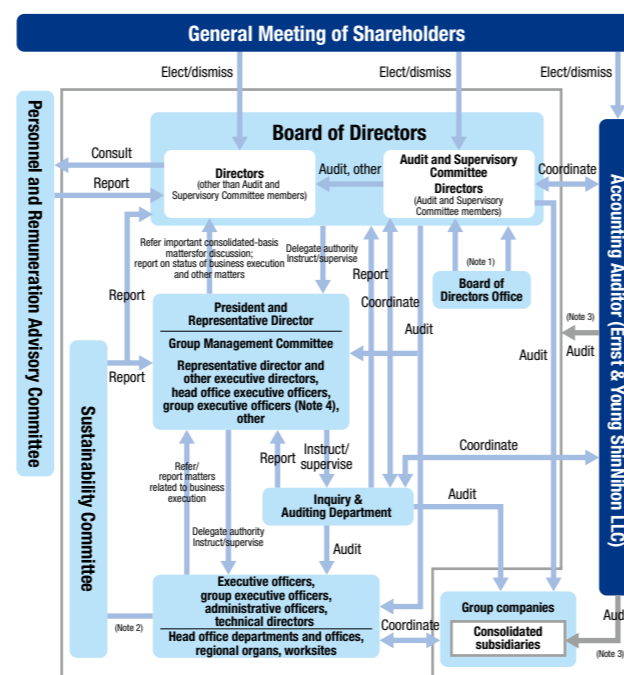 General Meeting of Shareholders
Elect/dismiss
Elect/dismiss
Elect/dismiss
Personnel and Remuneration Advisory Committee
Board of Directors
Consult
Report
Directors
(other than Audit and
Supervisory Committee members)
Audit, other
Audit and Supervisory
Committee
Directors
(Audit and Supervisory
Committee members)
Coordinate
Accounting Auditor (Ernst & Young ShinNihon LLC)
Refer important consolidated-basis
mattersfor discussion;
report on status of business execution
and other matters
Delegate authority
Instruct/supervise
Report
Coordinate
(Note 1)
Board of
Directors Office
Report
Audit
(Note 3)
Audit
Audit
President and
Representative Director
Group Management Committee
Representative director and
other executive directors,
head office executive officers,
group executive officers (Note 4),
other
Report
Sustainability Committee
Refer/
report matters
related to business
execution
Report
Instruct/
supervise
Coordinate
Inquiry &
Auditing Department
Audit
Delegate authority
Instruct/supervise
Audit
Executive officers,
group executive officers,
administrative officers,
technical directors
Head office departments and offices,
regional organs, worksites
(Note 2)
Coordinate
Group companies
Consolidated
subsidiaries
(Note 3)